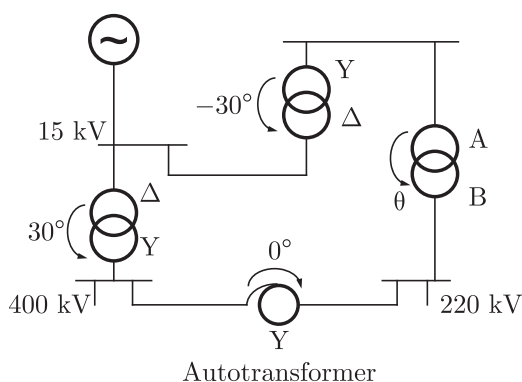 ~
Y
−30°
Δ
15 kV
A
Δ
B
θ
30°
Y
0°
400 kV
220 kV
Y
Autotransformer